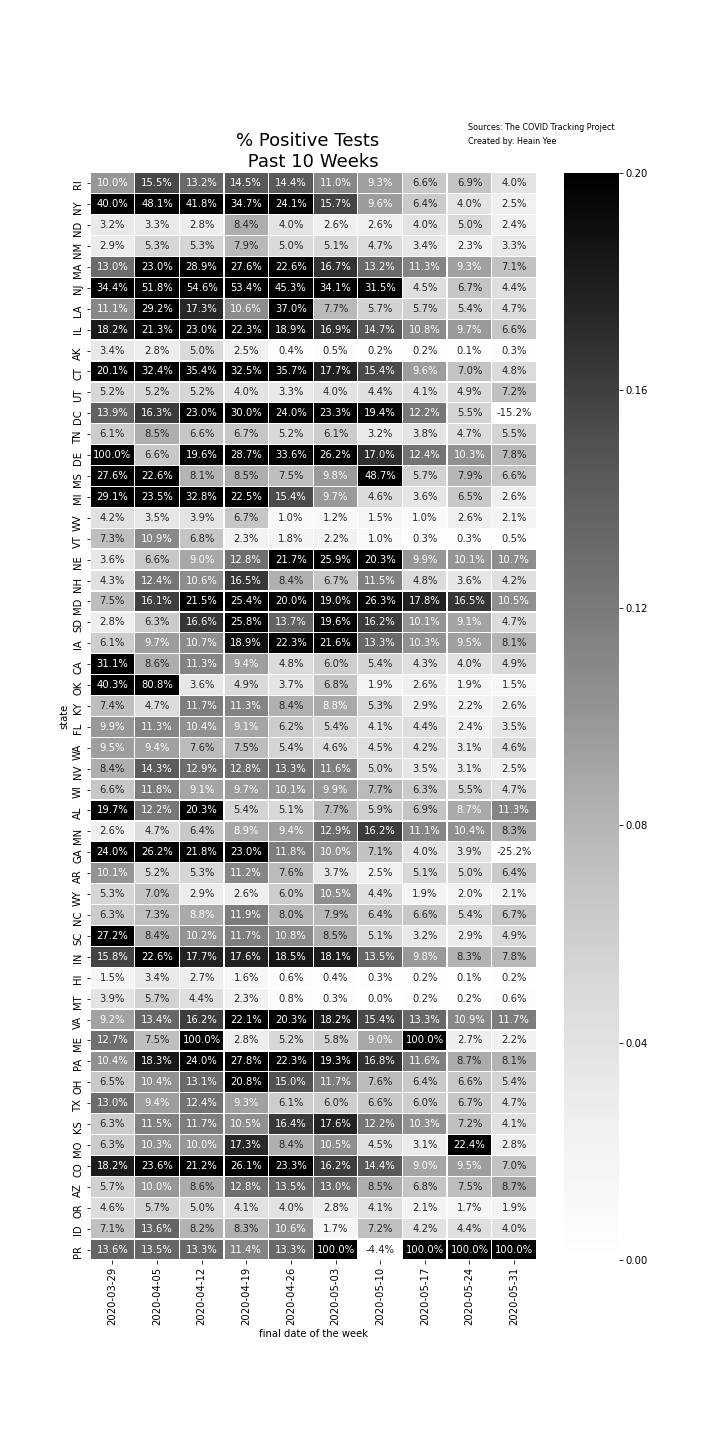 Sources: The COVID Tracking Project
% Positive Tests
Created by: Heain Yee
Past 10 Weeks
RI 10.0% 15.5% 13.2% 14.5% 14.4% 11.0% 9.3% 6.6% 6.9% 4.0%
NY 40.0% 48.1% 41.8% 34.7% 24.1% 15.7% 9.6% 6.4% 4.0% 2.5%
ND 3.2% 3.3% 2.8% 8.4% 4.0% 2.6% 2.6% 4.0% 5.0% 2.4%
NM 2.9% 5.3% 5.3% 7.9% 5.0% 5.1% 4.7% 3.4% 2.3% 3.3%
MA 13.0% 23.0% 28.9% 27.6% 22.6% 16.7% 13.2% 11.3% 9.3% 7.1%
NJ 34.4% 51.8% 54.6% 53.4% 45.3% 34.1% 31.5% 4.5% 6.7% 4.4%
LA 11.1% 29.2% 17.3% 10.6% 37.0% 7.7% 5.7% 5.7% 5.4% 4.7%
IL 18.2% 21.3% 23.0% 22.3% 18.9% 16.9% 14.7% 10.8% 9.7% 6.6%
AK 3.4% 2.8% 5.0% 2.5% 0.4% 0.5% 0.2% 0.2% 0.1% 0.3%
CT 20.1% 32.4% 35.4% 32.5% 35.7% 17.7% 15.4% 9.6% 7.0% 4.8%
UT 5.2% 5.2% 5.2% 4.0% 3.3% 4.0% 4.4% 4.1% 4.9% 7.2%
DC 13.9% 16.3% 23.0% 30.0% 24.0% 23.3% 19.4% 12.2% 5.5% -15.2%
TN 6.1% 8.5% 6.6% 6.7% 5.2% 6.1% 3.2% 3.8% 4.7% 5.5%
DE 100.0% 6.6% 19.6% 28.7% 33.6% 26.2% 17.0% 12.4% 10.3% 7.8%
MS 27.6% 22.6% 8.1% 8.5% 7.5% 9.8% 48.7% 5.7% 7.9% 6.6%
MI 29.1% 23.5% 32.8% 22.5% 15.4% 9.7% 4.6% 3.6% 6.5% 2.6%
WV 4.2% 3.5% 3.9% 6.7% 1.0% 1.2% 1.5% 1.0% 2.6% 2.1%
VT 7.3% 10.9% 6.8% 2.3% 1.8% 2.2% 1.0% 0.3% 0.3% 0.5%
NE 3.6% 6.6% 9.0% 12.8% 21.7% 25.9% 20.3% 9.9% 10.1% 10.7%
NH 4.3% 12.4% 10.6% 16.5% 8.4% 6.7% 11.5% 4.8% 3.6% 4.2%
MD 7.5% 16.1% 21.5% 25.4% 20.0% 19.0% 26.3% 17.8% 16.5% 10.5%
SD 2.8% 6.3% 16.6% 25.8% 13.7% 19.6% 16.2% 10.1% 9.1% 4.7%
IA 6.1% 9.7% 10.7% 18.9% 22.3% 21.6% 13.3% 10.3% 9.5% 8.1%
CA 31.1% 8.6% 11.3% 9.4% 4.8% 6.0% 5.4% 4.3% 4.0% 4.9%
OK 40.3% 80.8% 3.6% 4.9% 3.7% 6.8% 1.9% 2.6% 1.9% 1.5%
KY 7.4% 4.7% 11.7% 11.3% 8.4% 8.8% 5.3% 2.9% 2.2% 2.6%
state
FL 9.9% 11.3% 10.4% 9.1% 6.2% 5.4% 4.1% 4.4% 2.4% 3.5%
WA 9.5% 9.4% 7.6% 7.5% 5.4% 4.6% 4.5% 4.2% 3.1% 4.6%
NV 8.4% 14.3% 12.9% 12.8% 13.3% 11.6% 5.0% 3.5% 3.1% 2.5%
WI 6.6% 11.8% 9.1% 9.7% 10.1% 9.9% 7.7% 6.3% 5.5% 4.7%
AL 19.7% 12.2% 20.3% 5.4% 5.1% 7.7% 5.9% 6.9% 8.7% 11.3%
MN 2.6% 4.7% 6.4% 8.9% 9.4% 12.9% 16.2% 11.1% 10.4% 8.3%
GA 24.0% 26.2% 21.8% 23.0% 11.8% 10.0% 7.1% 4.0% 3.9% -25.2%
AR 10.1% 5.2% 5.3% 11.2% 7.6% 3.7% 2.5% 5.1% 5.0% 6.4%
WY 5.3% 7.0% 2.9% 2.6% 6.0% 10.5% 4.4% 1.9% 2.0% 2.1%
NC 6.3% 7.3% 8.8% 11.9% 8.0% 7.9% 6.4% 6.6% 5.4% 6.7%
SC 27.2% 8.4% 10.2% 11.7% 10.8% 8.5% 5.1% 3.2% 2.9% 4.9%
IN 15.8% 22.6% 17.7% 17.6% 18.5% 18.1% 13.5% 9.8% 8.3% 7.8%
HI 1.5% 3.4% 2.7% 1.6% 0.6% 0.4% 0.3% 0.2% 0.1% 0.2%
MT 3.9% 5.7% 4.4% 2.3% 0.8% 0.3% 0.0% 0.2% 0.2% 0.6%
VA 9.2% 13.4% 16.2% 22.1% 20.3% 18.2% 15.4% 13.3% 10.9% 11.7%
ME 12.7% 7.5% 100.0% 2.8% 5.2% 5.8% 9.0% 100.0% 2.7% 2.2%
PA 10.4% 18.3% 24.0% 27.8% 22.3% 19.3% 16.8% 11.6% 8.7% 8.1%
OH 6.5% 10.4% 13.1% 20.8% 15.0% 11.7% 7.6% 6.4% 6.6% 5.4%
TX 13.0% 9.4% 12.4% 9.3% 6.1% 6.0% 6.6% 6.0% 6.7% 4.7%
KS 6.3% 11.5% 11.7% 10.5% 16.4% 17.6% 12.2% 10.3% 7.2% 4.1%
MO 6.3% 10.3% 10.0% 17.3% 8.4% 10.5% 4.5% 3.1% 22.4% 2.8%
CO 18.2% 23.6% 21.2% 26.1% 23.3% 16.2% 14.4% 9.0% 9.5% 7.0%
AZ 5.7% 10.0% 8.6% 12.8% 13.5% 13.0% 8.5% 6.8% 7.5% 8.7%
OR 4.6% 5.7% 5.0% 4.1% 4.0% 2.8% 4.1% 2.1% 1.7% 1.9%
ID 7.1% 13.6% 8.2% 8.3% 10.6% 1.7% 7.2% 4.2% 4.4% 4.0%
PR 13.6% 13.5% 13.3% 11.4% 13.3% 100.0% -4.4% 100.0% 100.0% 100.0%
2020-03-29 2020-04-05 2020-04-12 2020-04-19 2020-04-26 2020-05-03 2020-05-10 2020-05-17 2020-05-24 2020-05-31
final date of the week
0.20
0.16
0.12
0.08
0.04
0.00